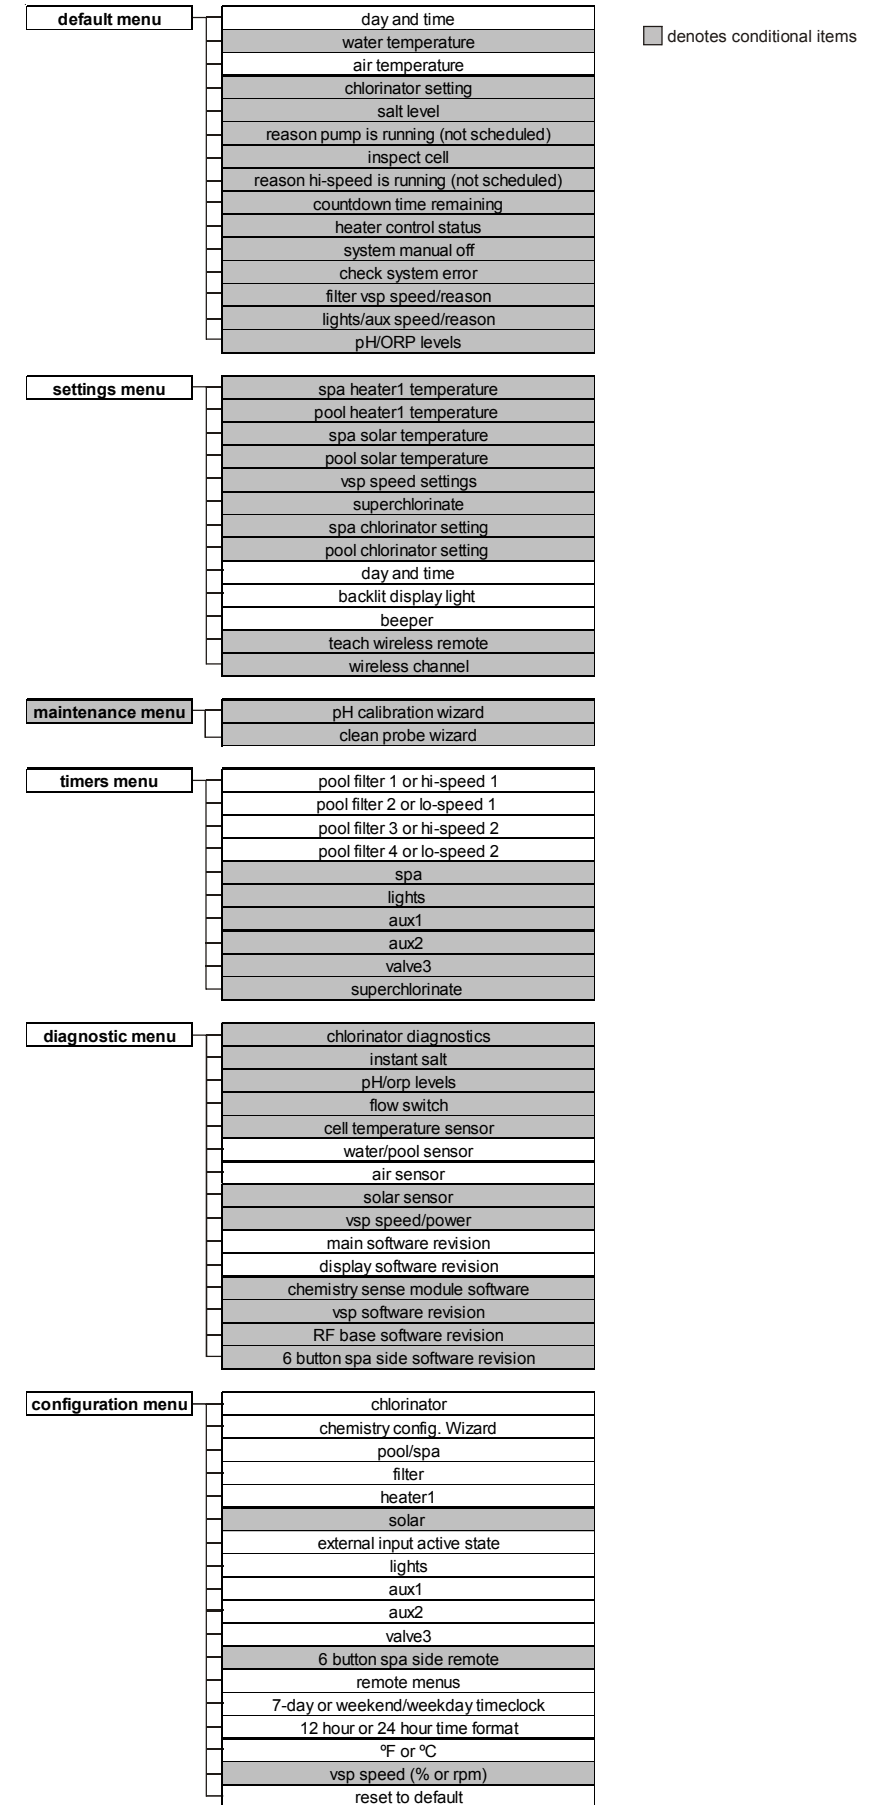 default menu
day and time
denotes conditional items
water temperature
air temperature
chlorinator setting
salt level
reason pump is running (not scheduled)
inspect cell
reason hi-speed is running (not scheduled)
countdown time remaining
heater control status
system manual off
check system error
filter vsp speed/reason
lights/aux speed/reason
pH/ORP levels
settings menu
spa heater1 temperature
pool heater1 temperature
spa solar temperature
pool solar temperature
vsp speed settings
superchlorinate
spa chlorinator setting
pool chlorinator setting
day and time
backlit display light
beeper
teach wireless remote
wireless channel
maintenance menu
pH calibration wizard
clean probe wizard
timers menu
pool filter 1 or hi-speed 1
pool filter 2 or lo-speed 1
pool filter 3 or hi-speed 2
pool filter 4 or lo-speed 2
spa
lights
aux1
aux2
valve3
superchlorinate
diagnostic menu
chlorinator diagnostics
instant salt
pH/orp levels
flow switch
cell temperature sensor
water/pool sensor
air sensor
solar sensor
vsp speed/power
main software revision
display software revision
chemistry sense module software
vsp software revision
RF base software revision
6 button spa side software revision
configuration menu
chlorinator
chemistry config. Wizard
pool/spa
filter
heater1
solar
external input active state
lights
aux1
aux2
valve3
6 button spa side remote
remote menus
7-day or weekend/weekday timeclock
12 hour or 24 hour time format
ºF or ºC
vsp speed (% or rpm)
reset to default